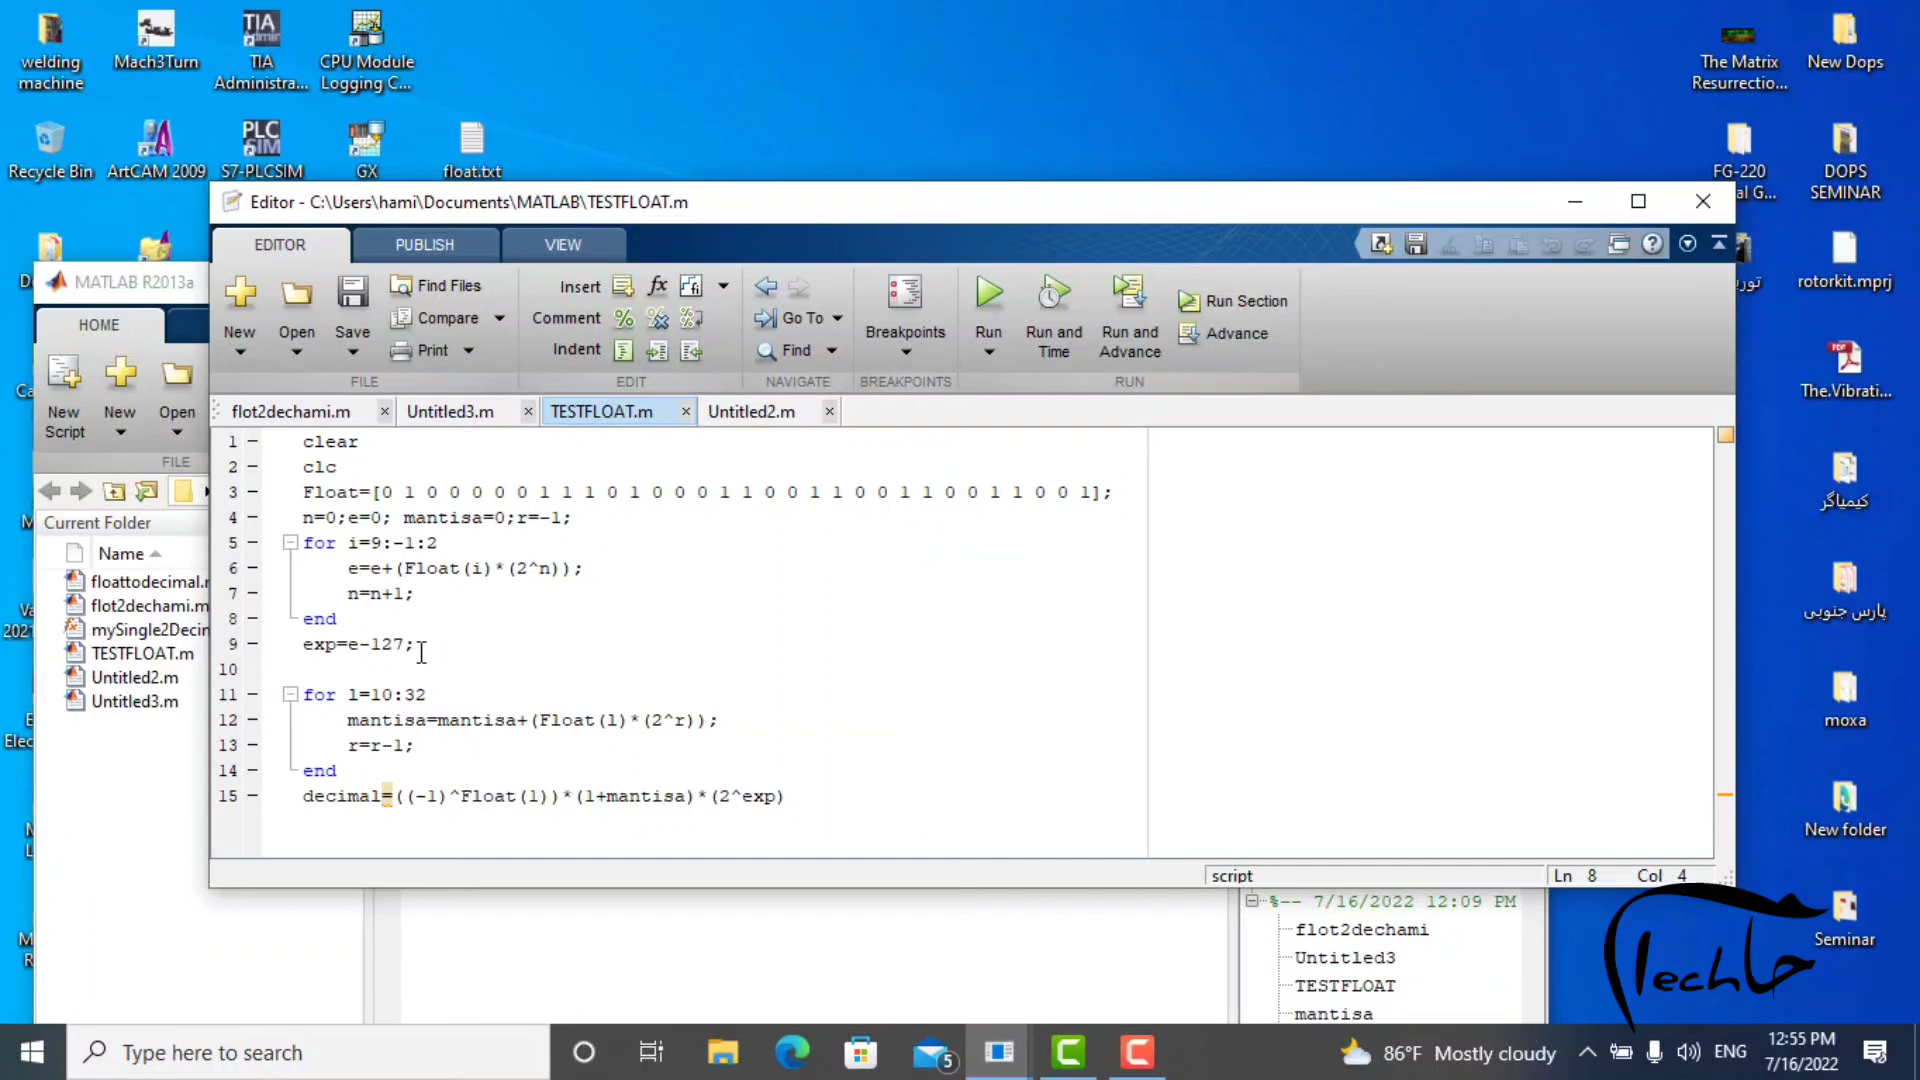 welding machine
Mach3Turn
TIA Administra...
CPU Module Logging C...
The Matrix Resurrectio...
New Dops
Recycle Bin
ArtCAM 2009
PLC SIM
S7-PLCSIM
GX
float.txt
FG-220
DOPS SEMINAR
Editor - C:\Users\hami\Documents\MATLAB\TESTFLOAT.m
EDITOR PUBLISH VIEW
MATLAB R2013a
HOME
New Script
New
Open
FILE
New
Open
Save
Find Files
Compare
Print
FILE
Insert
Comment
Indent
EDIT
Go To
Find
NAVIGATE
Breakpoints
BREAKPOINTS
Run
Run and Time
Run and Advance
Run Section
Advance
RUN
rotorkit.mprj
The.Vibrati...
flot2dechami.m Untitled3.m TESTFLOAT.m Untitled2.m
1 clear
2 clc
3 Float=[0 1 0 0 0 0 0 1 1 1 0 1 0 0 0 1 1 0 0 1 1 0 0 1 1 0 0 1 1 0 0 1];
4 n=0;e=0; mantisa=0;r=-1;
5 for i=9:-1:2
6 e=e+(Float(i)*(2^n));
7 n=n+1;
8 end
9 exp=e-127;
10
11 for l=10:32
12 mantisa=mantisa+(Float(l)*(2^r));
13 r=r-1;
14 end
15 decimal=((-1)^Float(1))*(1+mantisa)*(2^exp)
script
Ln 8 Col 4
Current Folder
Name
floattodecimal.
flot2dechami.m
mySingle2Decin
TESTFLOAT.m
Untitled2.m
Untitled3.m
کیمیاگر
پارس جنوبی
moxa
New folder
Seminar
%-- 7/16/2022 12:09 PM
flot2dechami
Untitled3
TESTFLOAT
mantisa
Tech
Type here to search
5
86°F Mostly cloudy
ENG
12:55 PM
7/16/2022